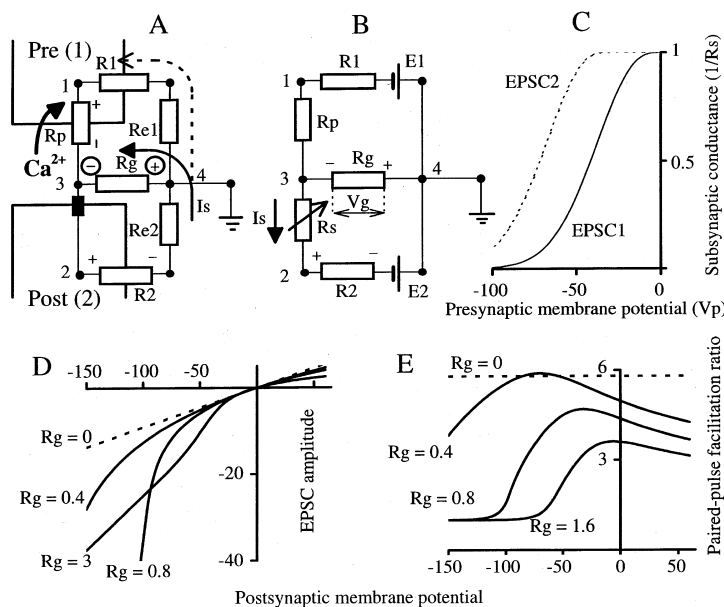 A
Pre (1)
R1
1
+
Rp
Re1
Ca2+
−
+
Rg
3
4
Is
Re2
+
−
2
R2
Post (2)
B
R1
E1
1
Rp
−
Rg
+
3
4
Vg
Is
Rs
+
−
2
R2
E2
C
EPSC2
EPSC1
1
0.5
-100
-50
0
Subsynaptic conductance (1/Rs)
Presynaptic membrane potential (Vp)
D
-150
-100
-50
Rg = 0
Rg = 0.4
Rg = 3
Rg = 0.8
-20
-40
EPSC amplitude
E
Rg = 0
6
Rg = 0.4
3
Rg = 0.8
Rg = 1.6
-150
-100
-50
0
50
Paired-pulse facilitation ratio
Postsynaptic membrane potential